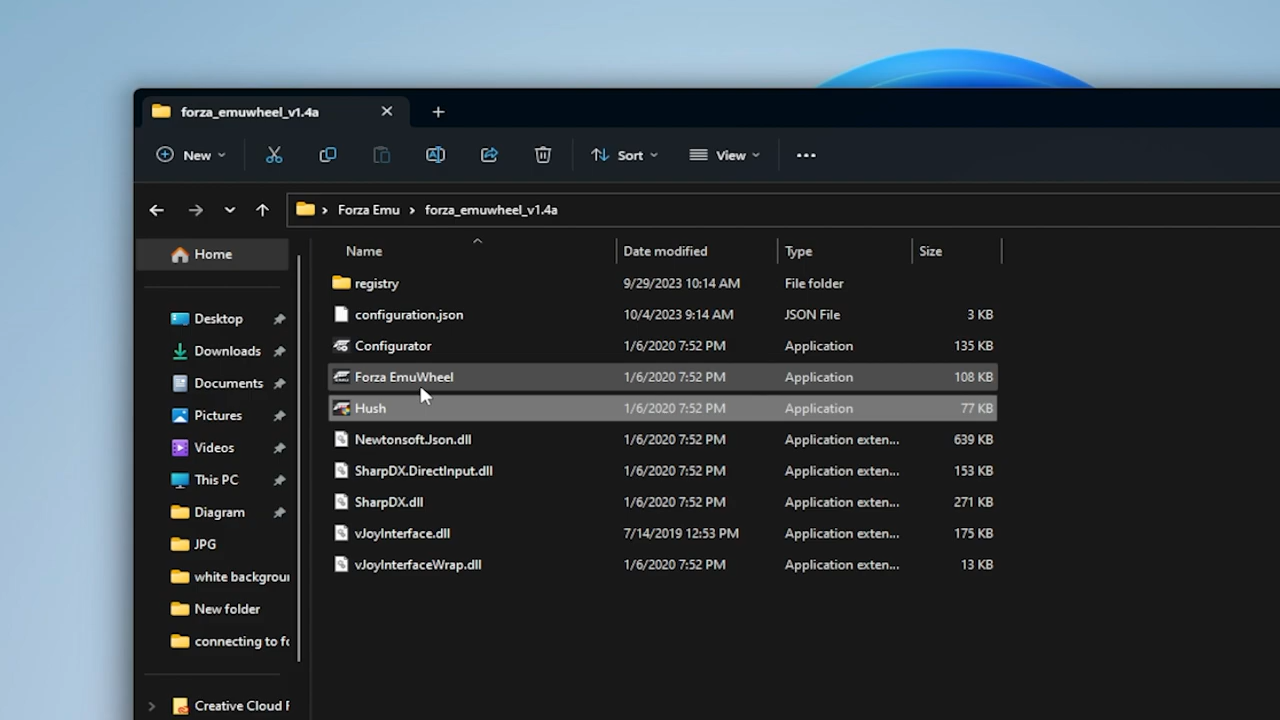 forza_emuwheel_v1.4a
New
Sort
View
Forza Emu > forza_emuwheel_v1.4a
Name Date modified Type Size
Home
Desktop
Downloads
Documents
Pictures
Videos
This PC
Diagram
JPG
white backgroun
New folder
connecting to fo
Creative Cloud F
registry 9/29/2023 10:14 AM File folder
configuration.json 10/4/2023 9:14 AM JSON File 3 KB
Configurator 1/6/2020 7:52 PM Application 135 KB
Forza EmuWheel 1/6/2020 7:52 PM Application 108 KB
Hush 1/6/2020 7:52 PM Application 77 KB
Newtonsoft.Json.dll 1/6/2020 7:52 PM Application exten... 639 KB
SharpDX.DirectInput.dll 1/6/2020 7:52 PM Application exten... 153 KB
SharpDX.dll 1/6/2020 7:52 PM Application exten... 271 KB
vJoyInterface.dll 7/14/2019 12:53 PM Application exten... 175 KB
vJoyInterfaceWrap.dll 1/6/2020 7:52 PM Application exten... 13 KB